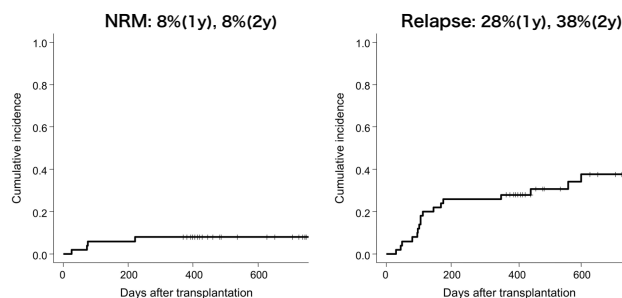 NRM: 8%(1y), 8%(2y)
1.0
0.8
0.6
0.4
0.2
0.0
Cumulative incidence
0 200 400 600
Days after transplantation
Relapse: 28%(1y), 38%(2y)
1.0
0.8
0.6
0.4
0.2
0.0
Cumulative incidence
0 200 400 600
Days after transplantation